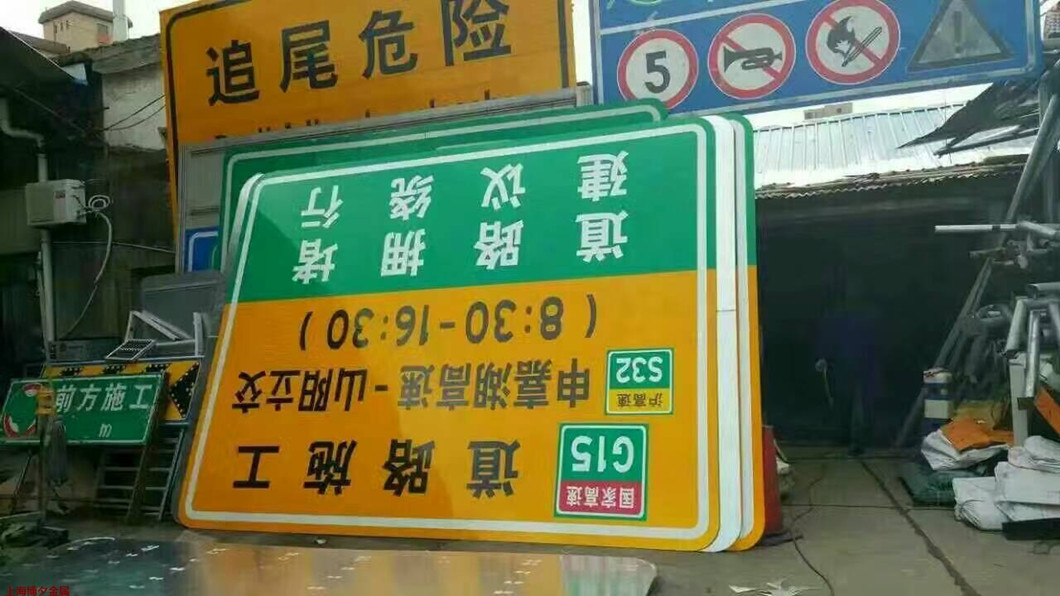 追尾危险
5
国家高速
G15
道路施工
沪高速
S32
申嘉湖高速-山阳立交
(8:30-16:30)
道路拥堵
建议绕行
前方施工
m